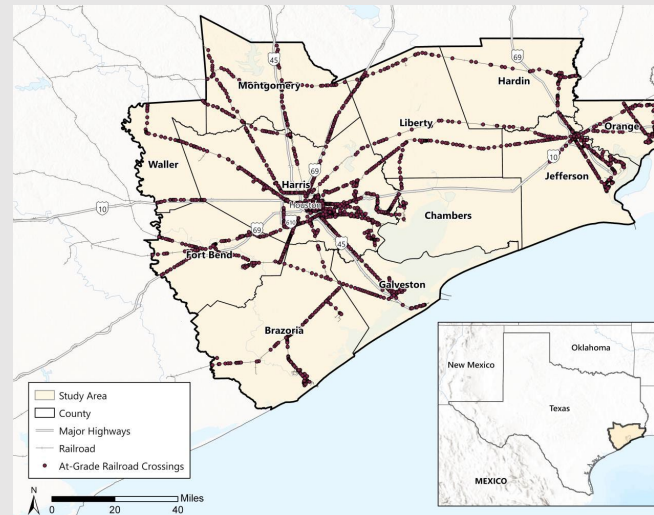 45
69
Montgomery
Hardin
Liberty
Orange
Waller
69
10
Jefferson
Harris
Houston
10
Chambers
610
69
45
Fort Bend
Galveston
Brazoria
Oklahoma
New Mexico
Texas
MEXICO
Study Area
County
Major Highways
Railroad
At-Grade Railroad Crossings
N
Miles
0 20 40